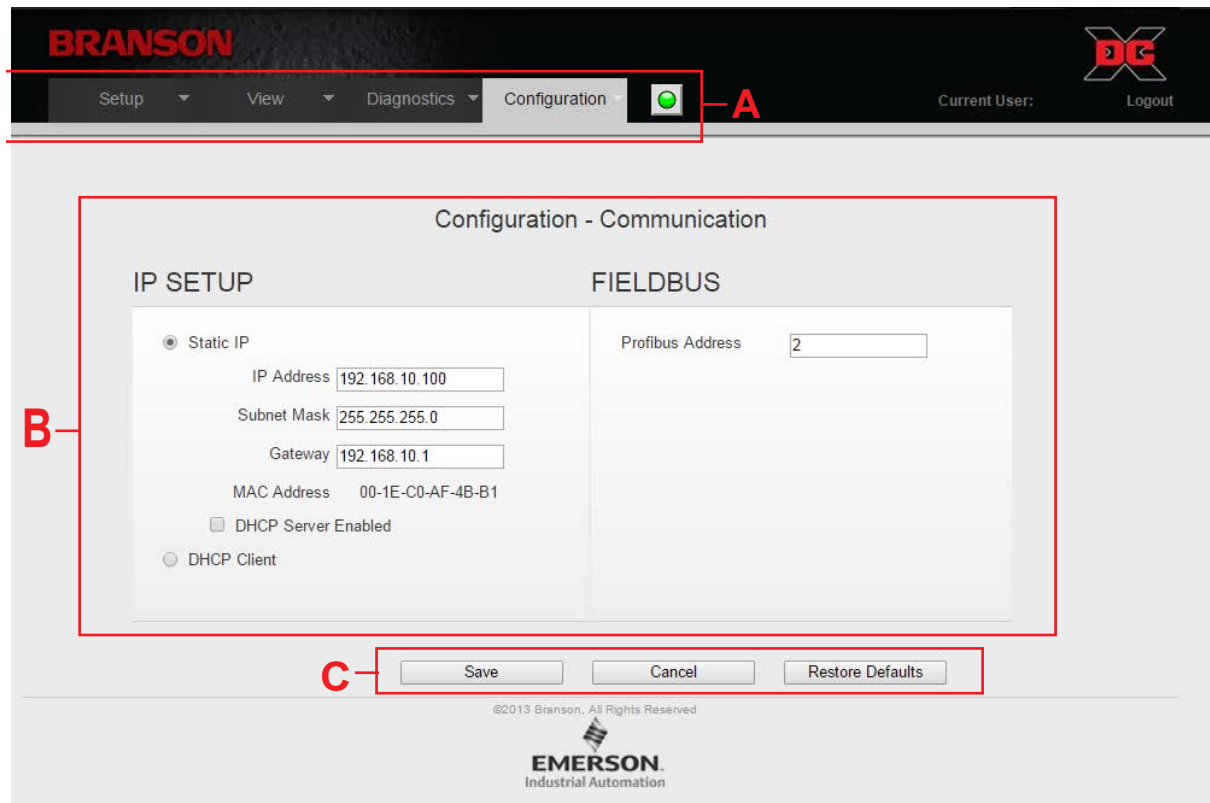 BRANSON
DCX
Setup View Diagnostics Configuration A Current User: Logout
Configuration - Communication
IP SETUP FIELDBUS
Static IP Profibus Address 2
IP Address 192.168.10.100
Subnet Mask 255.255.255.0
B
Gateway 192.168.10.1
MAC Address 00-1E-C0-AF-4B-B1
DHCP Server Enabled
DHCP Client
C Save Cancel Restore Defaults
©2013 Branson, All Rights Reserved
EMERSON.
Industrial Automation